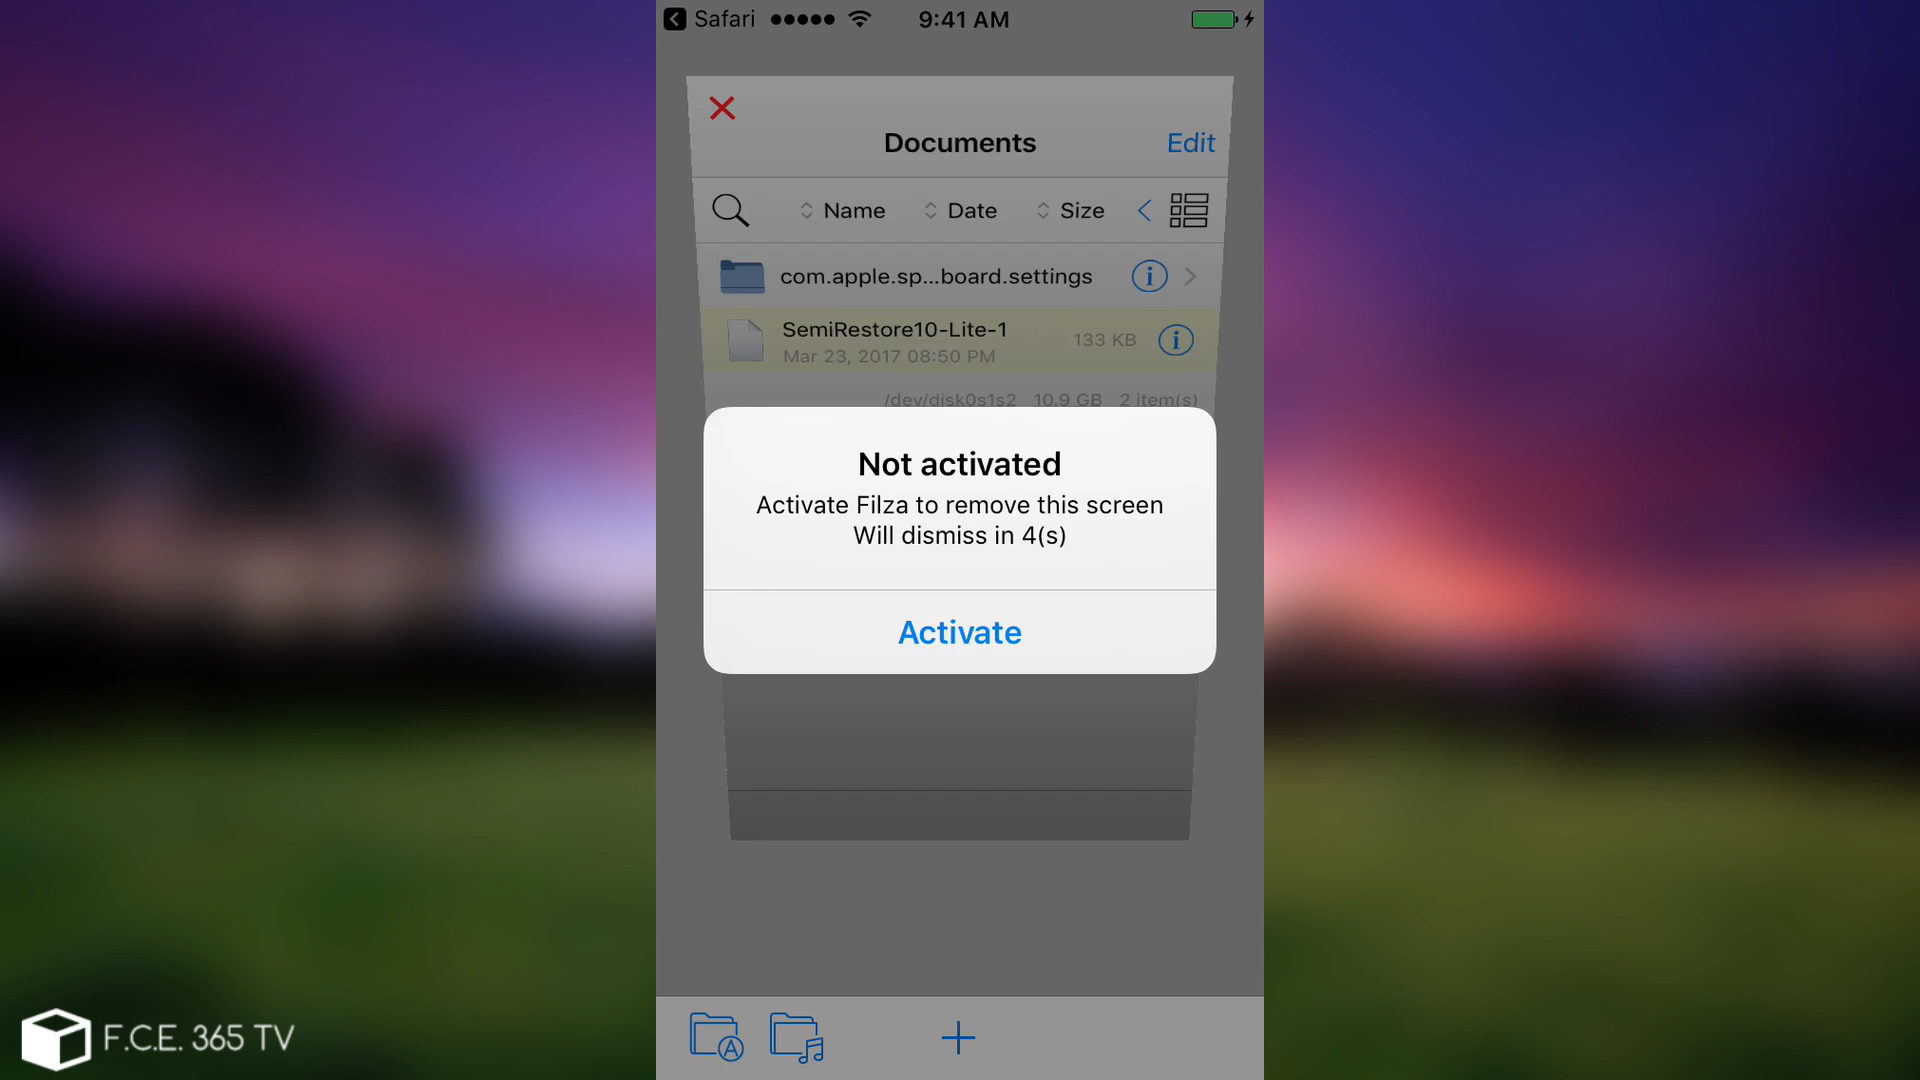 Safari 9:41 AM
Documents
Edit
Name Date Size
com.apple.sp...board.settings
SemiRestore10-Lite-1
133 KB
Mar 23, 2017 08:50 PM
/dev/disk0s1s2 10.9 GB 2 item(s)
Not activated
Activate Filza to remove this screen
Will dismiss in 4(s)
Activate
F.C.E. 365 TV